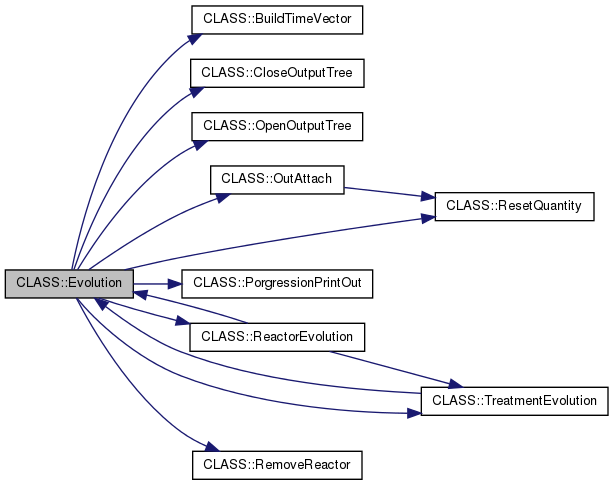 CLASS::BuildTimeVector
CLASS::CloseOutputTree
CLASS::OpenOutputTree
CLASS::OutAttach
CLASS::ResetQuantity
CLASS::Evolution
CLASS::PorgressionPrintOut
CLASS::ReactorEvolution
CLASS::TreatmentEvolution
CLASS::RemoveReactor